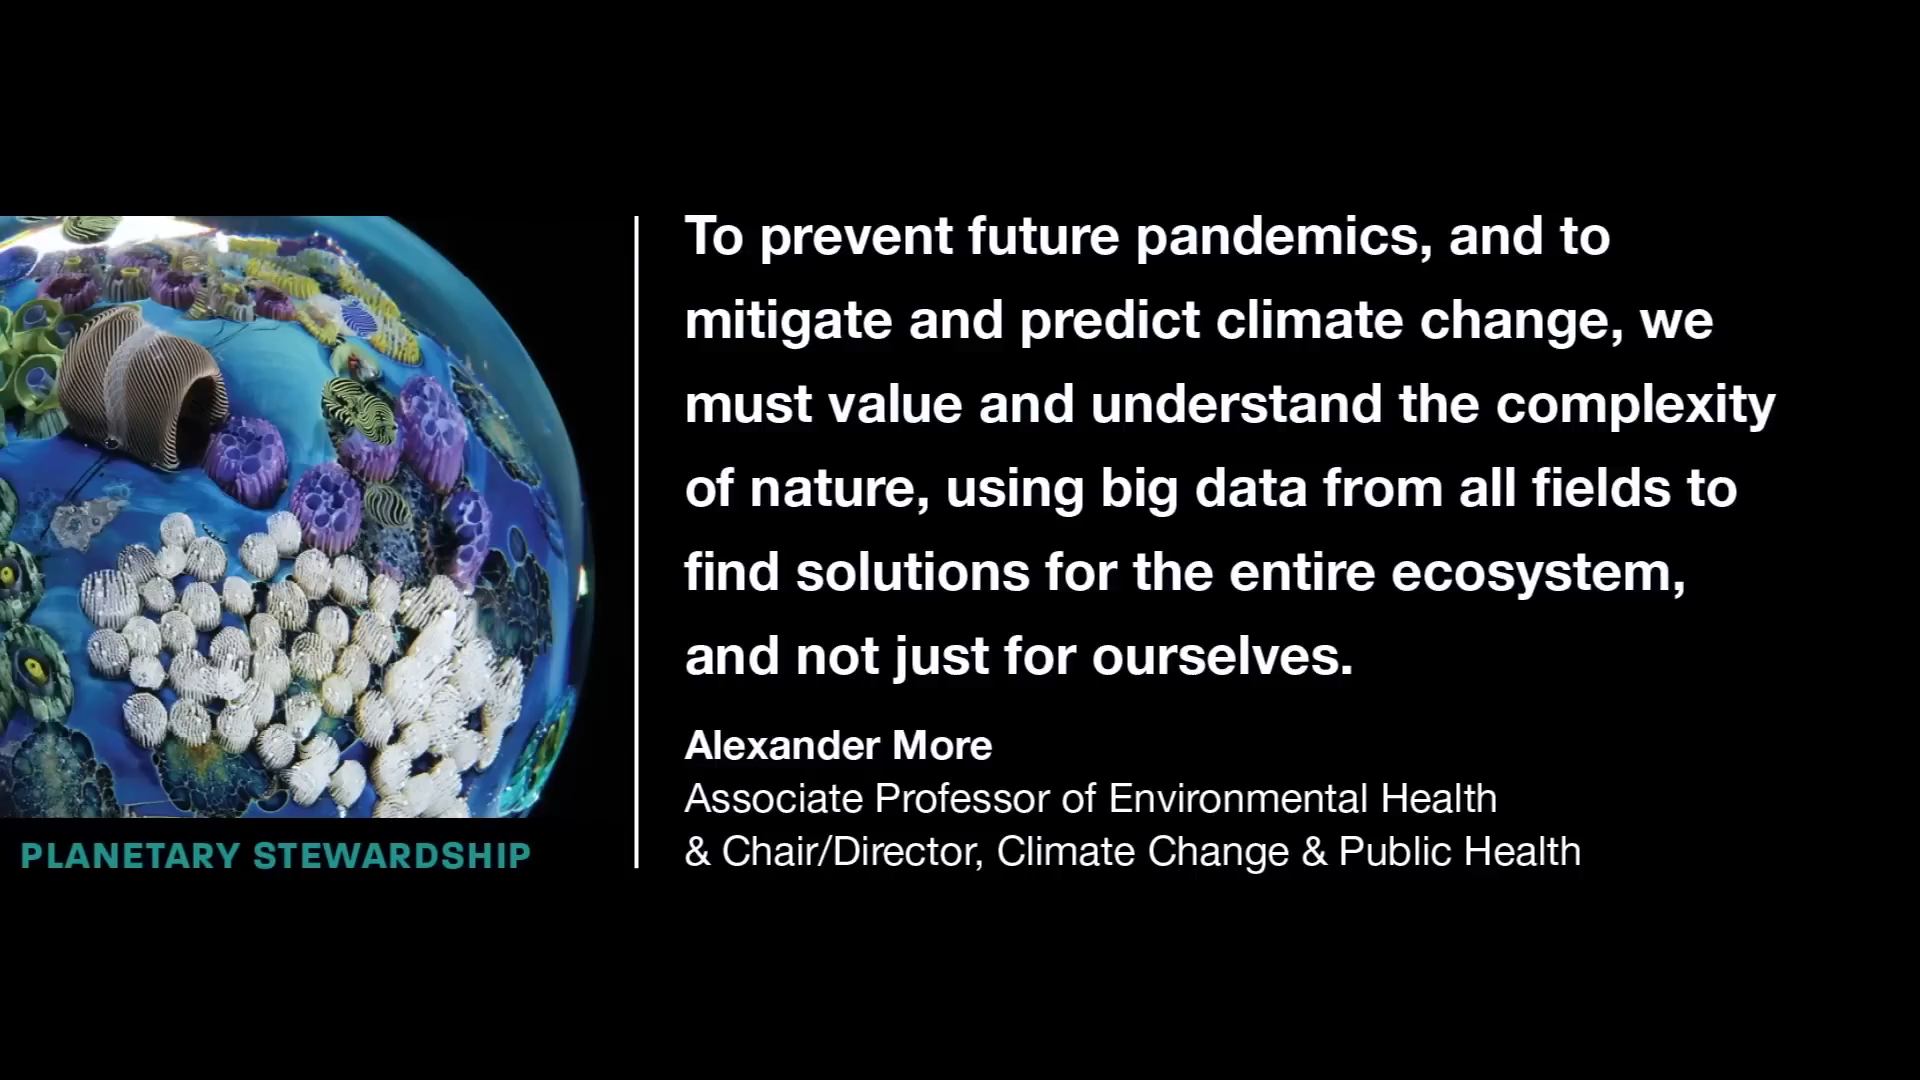 To prevent future pandemics, and to
mitigate and predict climate change, we
must value and understand the complexity
of nature, using big data from all fields to
find solutions for the entire ecosystem,
and not just for ourselves.
Alexander More
Associate Professor of Environmental Health
& Chair/Director, Climate Change & Public Health
PLANETARY STEWARDSHIP